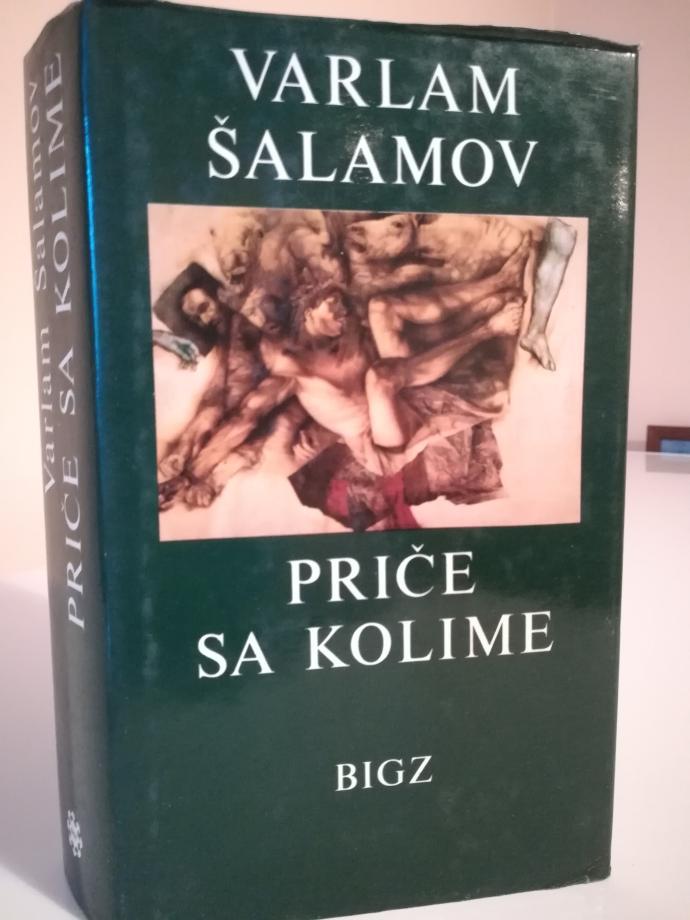 VARLAM
ŠALAMOV
PRIČE
SA KOLIME
BIGZ
Varlam Šalamov
PRIČE SA KOLIME